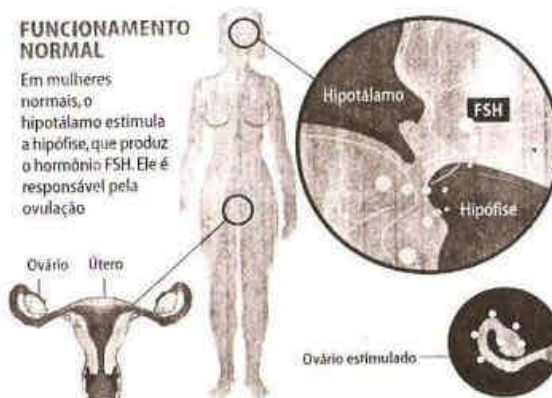 FUNCIONAMENTO
NORMAL
Em mulheres
normais, o
hipotálamo estimula
a hipófise, que produz
o hormônio FSH. Ele é
responsável pela
ovulação
Hipotálamo
FSH
Hipófise
Ovário Útero
Ovário estimulado